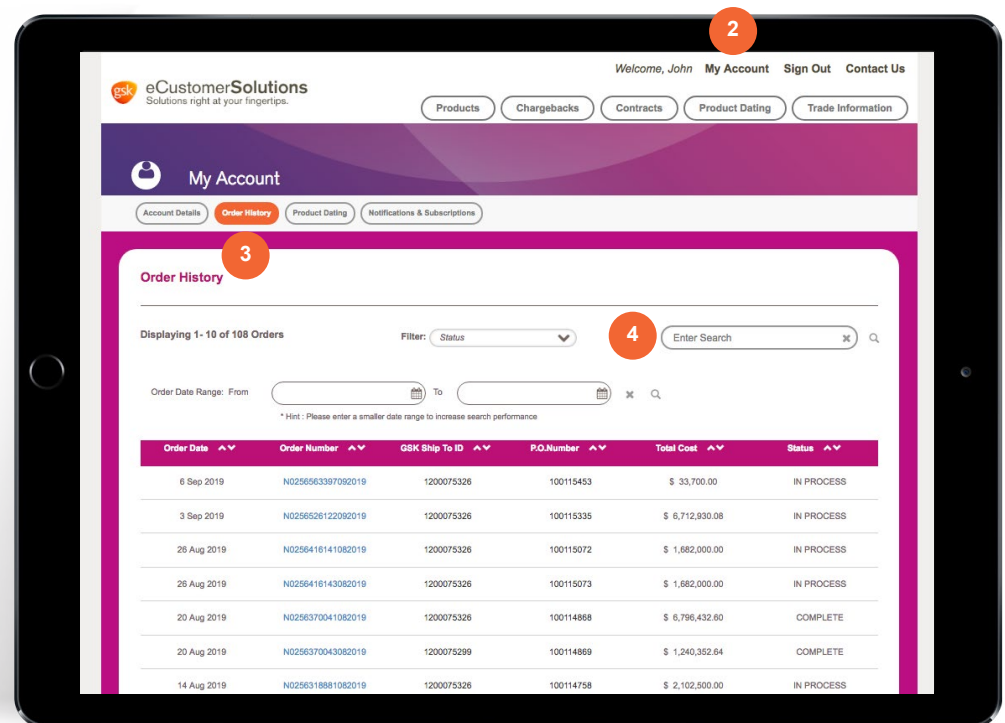 2
Welcome, John My Account Sign Out Contact Us
gsk eCustomerSolutions
Solutions right at your fingertips.
Products Chargebacks Contracts Product Dating Trade Information
My Account
Account Details Order History Product Dating Notifications & Subscriptions
3
Order History
Displaying 1- 10 of 108 Orders Filter: Status 4 Enter Search
Order Date Range: From To
* Hint : Please enter a smaller date range to increase search performance
Order Date Order Number GSK Ship To ID P.O.Number Total Cost Status
6 Sep 2019 N0256563397092019 1200075326 100115453 $ 33,700.00 IN PROCESS
3 Sep 2019 N0256526122092019 1200075326 100115335 $ 6,712,930.08 IN PROCESS
26 Aug 2019 N0256416141082019 1200075326 100115072 $ 1,682,000.00 IN PROCESS
26 Aug 2019 N0256416143082019 1200075326 100115073 $ 1,682,000.00 IN PROCESS
20 Aug 2019 N0256370041082019 1200075326 100114868 $ 6,796,432.60 COMPLETE
20 Aug 2019 N0256370043082019 1200075299 100114869 $ 1,240,352.64 COMPLETE
14 Aug 2019 N0256318881082019 1200075326 100114758 $ 2,102,500.00 IN PROCESS